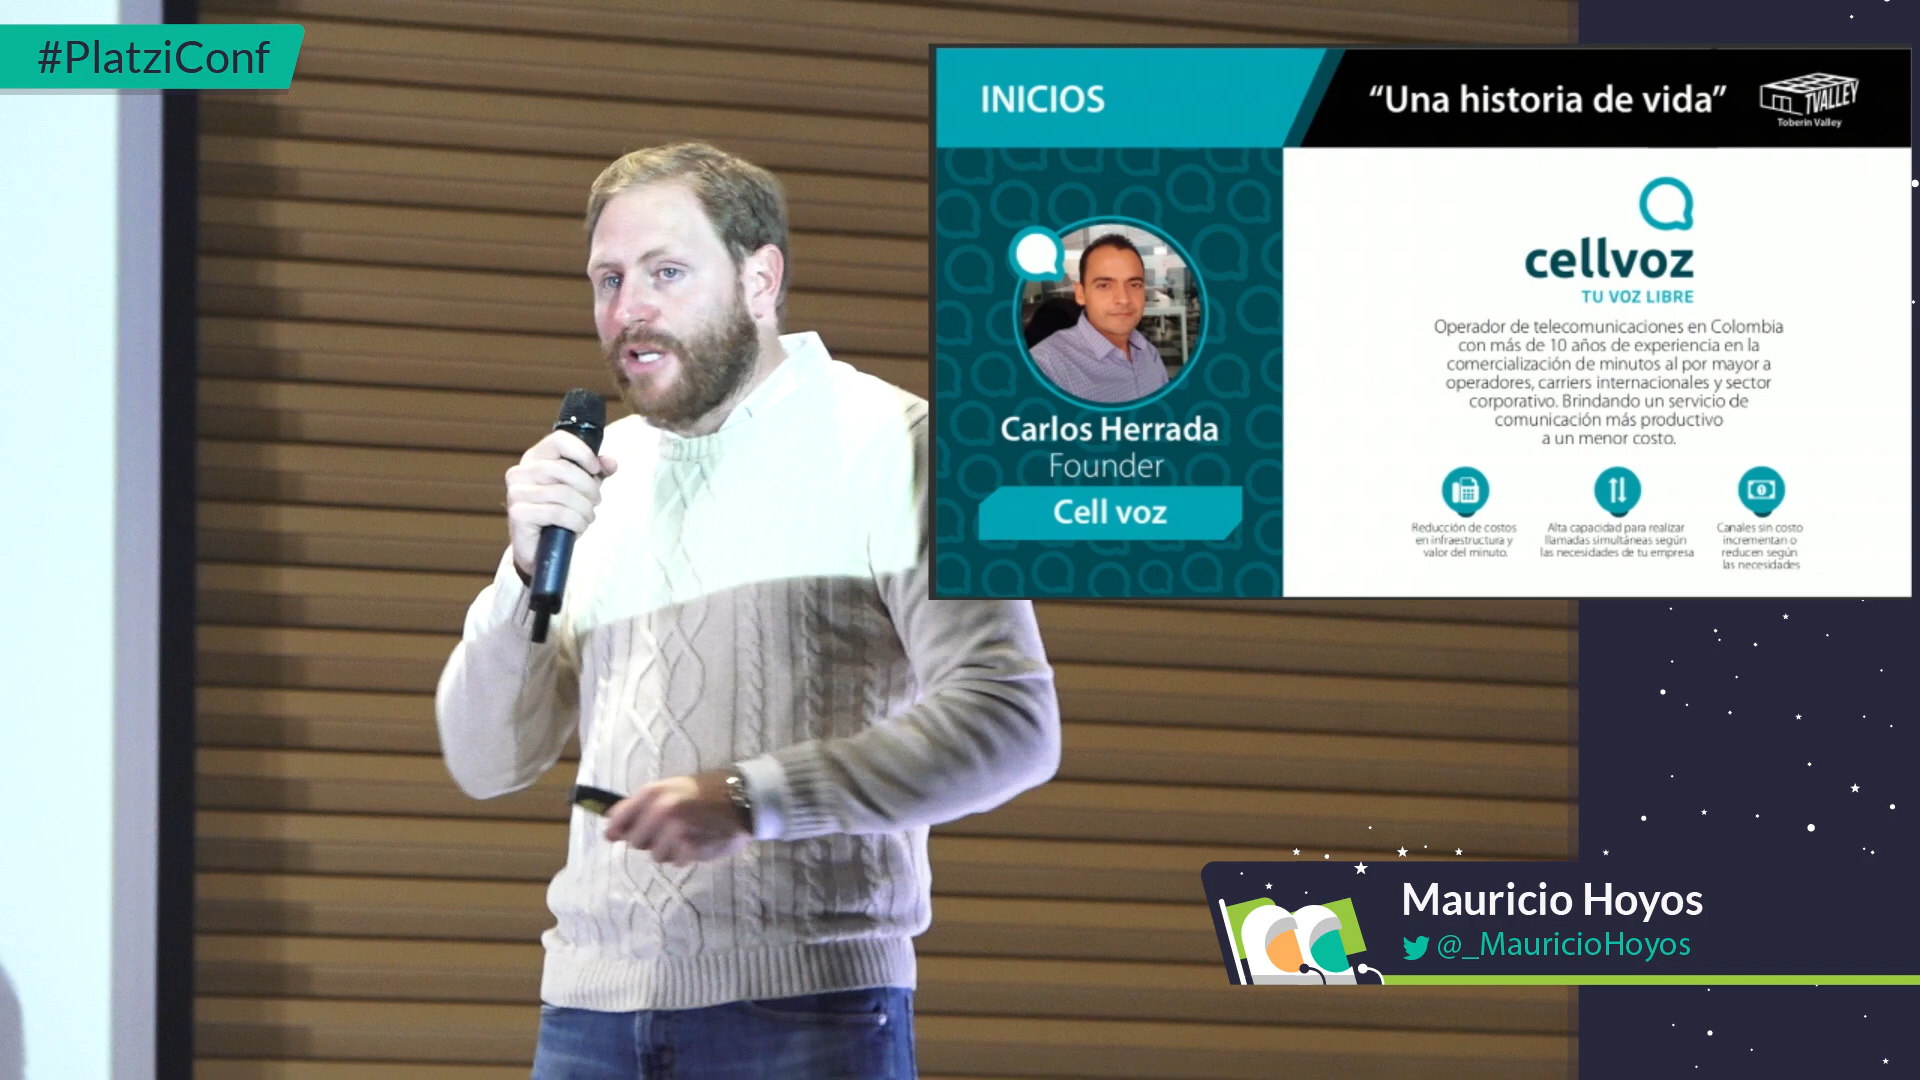 #PlatziConf
INICIOS
“Una historia de vida”
TVALLEY
Toberin Valley
cellvoz
TU VOZ LIBRE
Operador de telecomunicaciones en Colombia
con más de 10 años de experiencia en la
comercialización de minutos al por mayor a
operadores, carriers internacionales y sector
corporativo. Brindando un servicio de
comunicación más productivo
a un menor costo.
Carlos Herrada
Founder
Cell voz
Reducción de costos
en infraestructura y
valor del minuto.
Alta capacidad para realizar
llamadas simultáneas según
las necesidades de tu empresa
Canales sin costo
incrementan o
reducen según
las necesidades
Mauricio Hoyos
@_MauricioHoyos